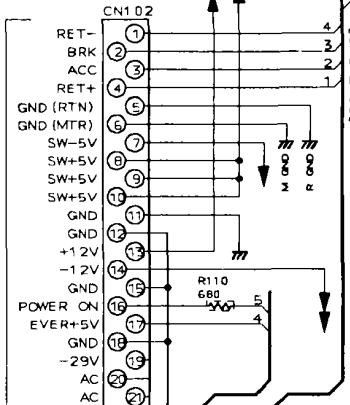 CN102
RET- 1 4
BRK 2 3
ACC 3 2
RET+ 4 1
GND (RTN) 5
GND (MTR) 6
SW-5V 7
SW+5V 8
SW+5V 9
SW+5V 10
M GND
R GND
GND 11
GND 12
+12V 13
-12V 14
GND 15
R110
680
POWER ON 16 5
EVER+5V 17 4
GND 18
-29V 19
AC 20
AC 21